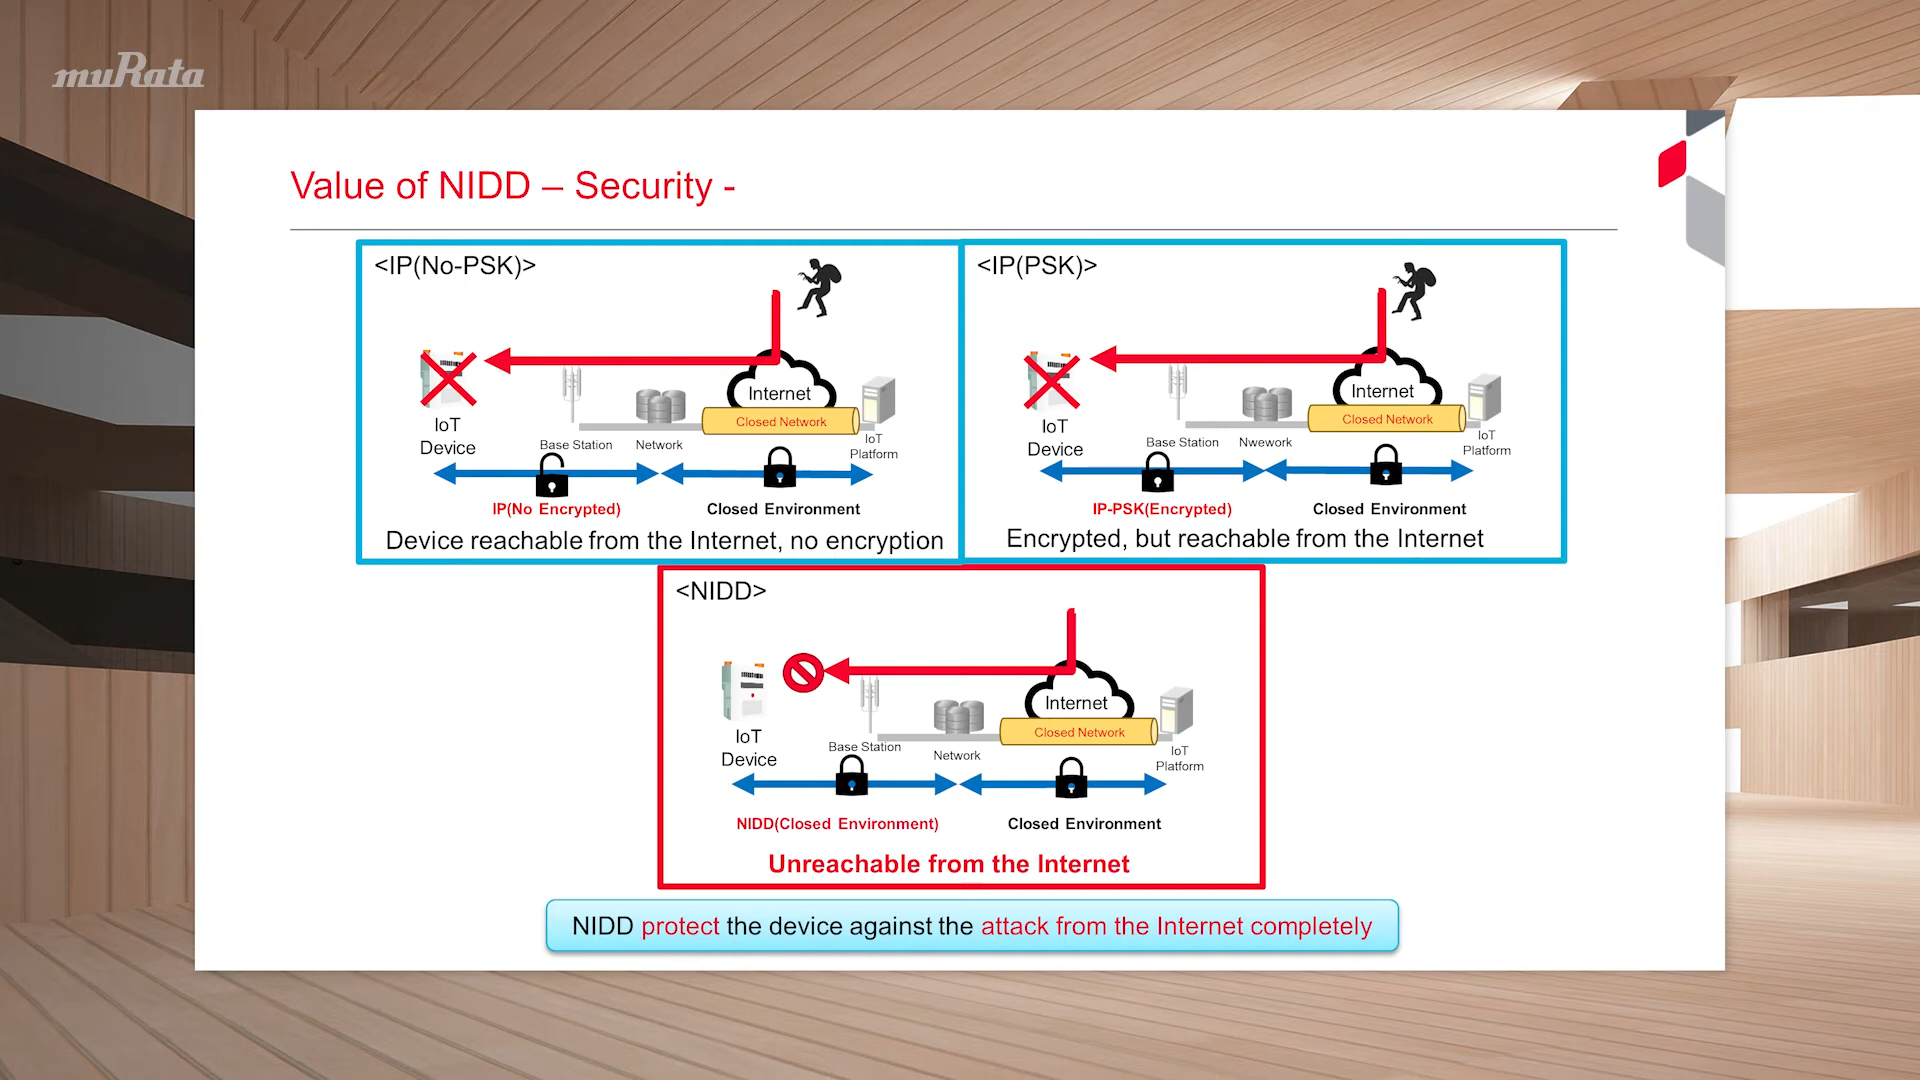 muRata
Value of NIDD – Security -
<IP(No-PSK)>
Internet
Closed Network
IoT
Device
Base Station
Network
IoT
Platform
IP(No Encrypted)
Closed Environment
Device reachable from the Internet, no encryption
<IP(PSK)>
Internet
Closed Network
IoT
Device
Base Station
Nwework
IoT
Platform
IP-PSK(Encrypted)
Closed Environment
Encrypted, but reachable from the Internet
<NIDD>
Internet
Closed Network
IoT
Device
Base Station
Network
IoT
Platform
NIDD(Closed Environment)
Closed Environment
Unreachable from the Internet
NIDD protect the device against the attack from the Internet completely